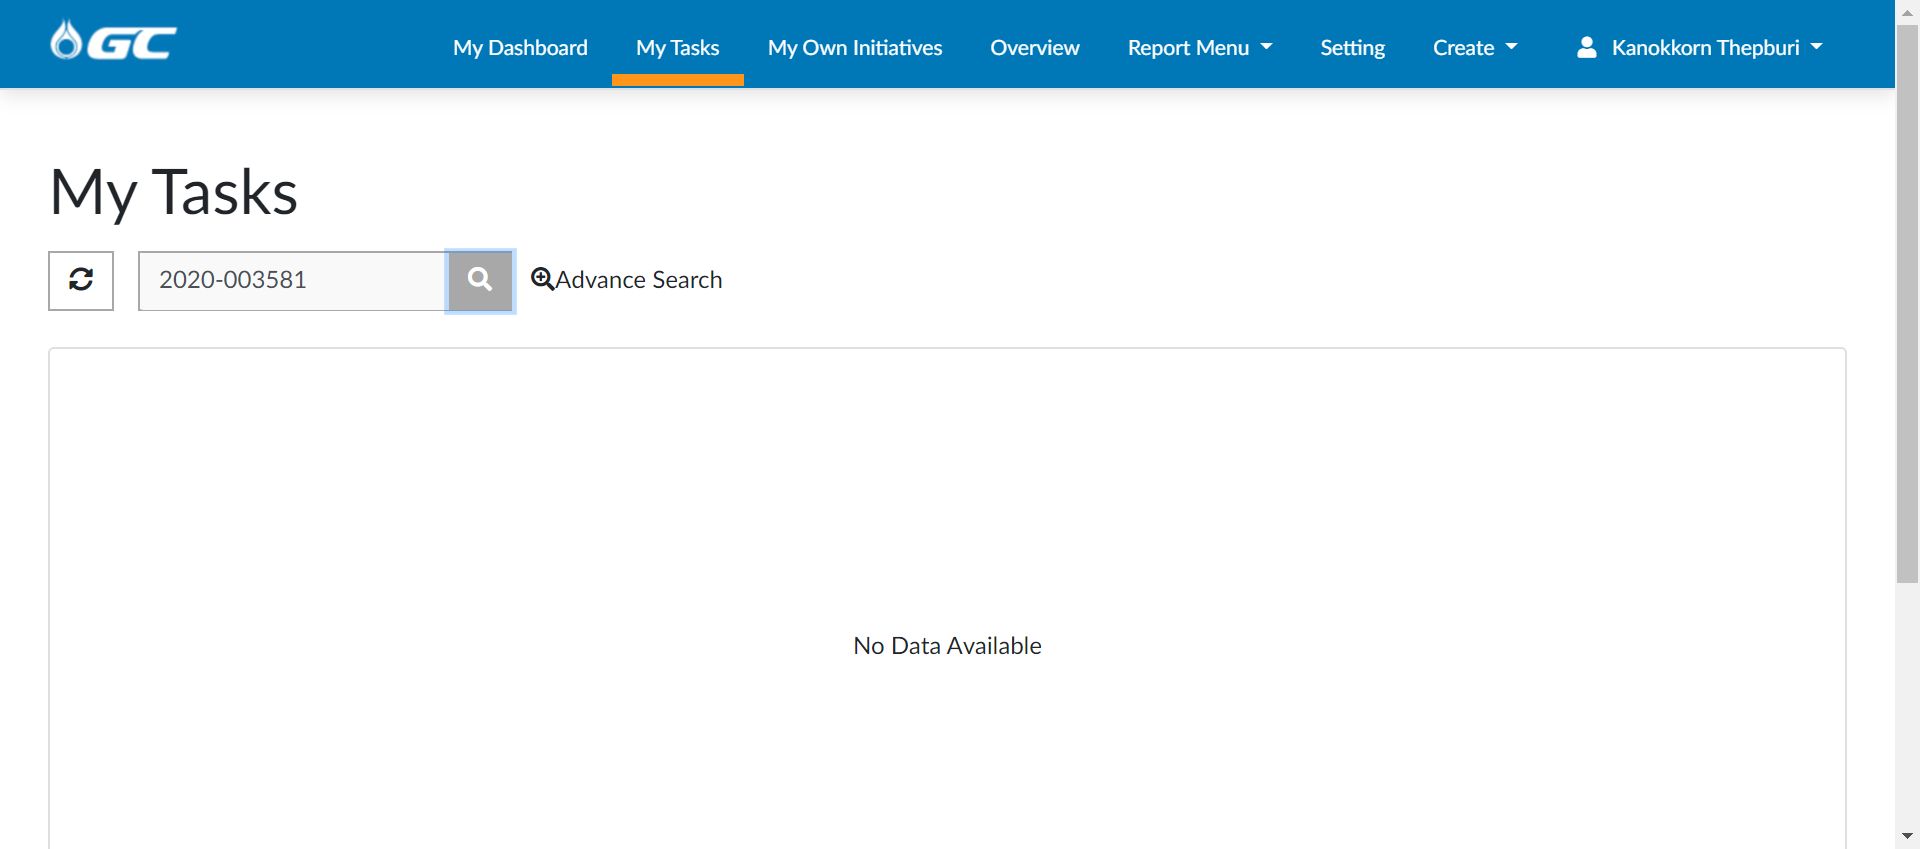 GC
My Dashboard
My Tasks
My Own Initiatives
Overview
Report Menu
Setting
Create
Kanokkorn Thepburi
My Tasks
2020-003581
Advance Search
No Data Available